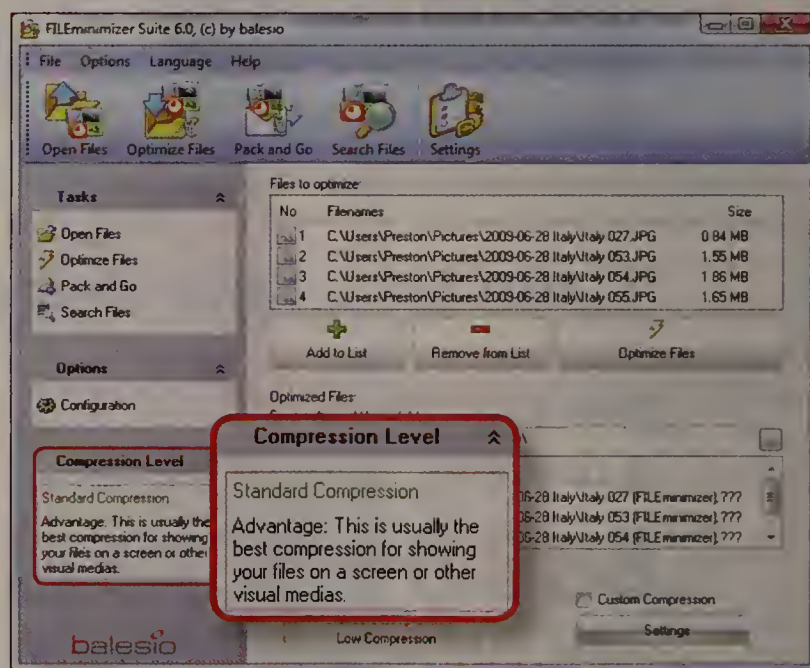 FILEminimizer Suite 6.0, (c) by balesio
File Options Language Help
Open Files Optimize Files Pack and Go Search Files Settings
Tasks
Open Files
Optimize Files
Pack and Go
Search Files
Options
Configuration
Compression Level
Standard Compression
Advantage: This is usually the
best compression for showing
your files on a screen or other
visual medias.
balesio
Files to optimize:
No Filenames Size
1 C:\Users\Preston\Pictures\2009-06-28 Italy\Italy 027.JPG 0.84 MB
2 C:\Users\Preston\Pictures\2009-06-28 Italy\Italy 053.JPG 1.55 MB
3 C:\Users\Preston\Pictures\2009-06-28 Italy\Italy 054.JPG 1.86 MB
4 C:\Users\Preston\Pictures\2009-06-28 Italy\Italy 055.JPG 1.65 MB
Add to List Remove from List Optimize Files
Optimized Files:
Compression Level
Standard Compression
Advantage: This is usually the
best compression for showing
your files on a screen or other
visual medias.
06-28 Italy\Italy 027 (FILEminimizer). ???
06-28 Italy\Italy 053 (FILEminimizer). ???
06-28 Italy\Italy 054 (FILEminimizer). ???
Custom Compression
Low Compression
Settings